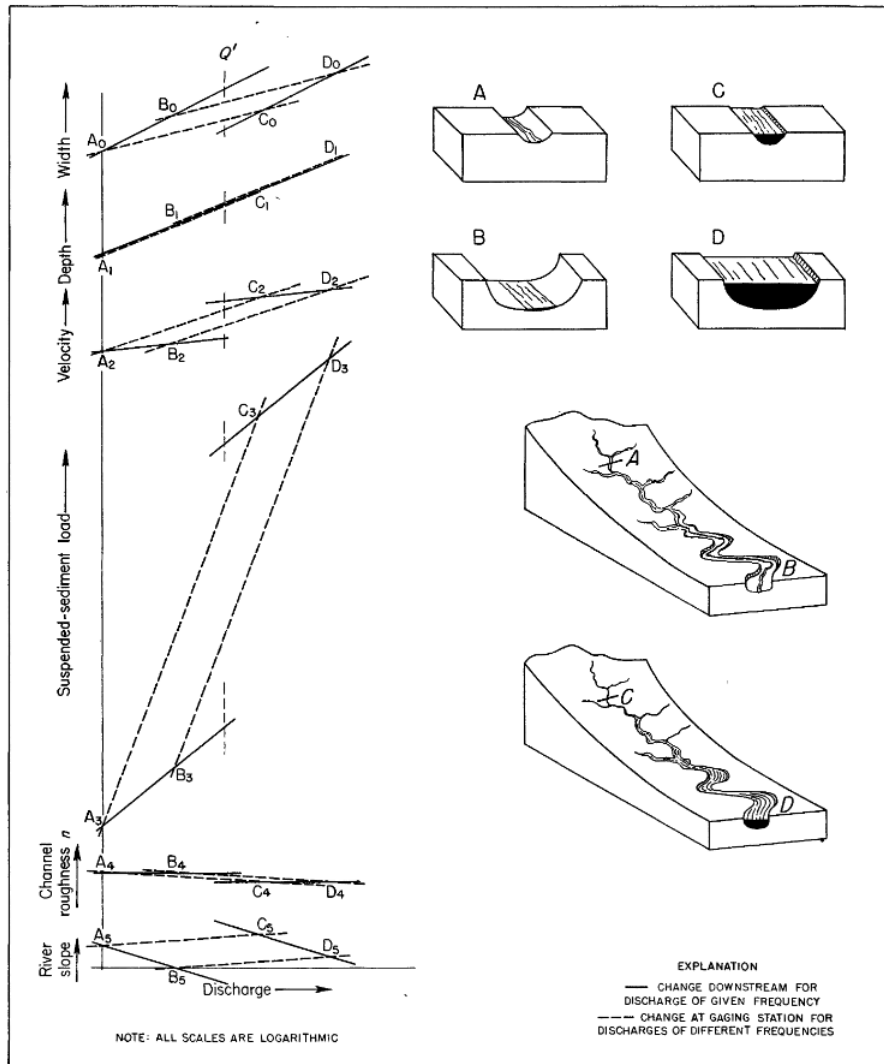 Q'
D₀
B₀
C₀
A₀
Width
D₁
B₁
C₁
A₁
Depth
C₂
D₂
A₂
B₂
Velocity
D₃
C₃
Suspended-sediment load
B₃
A₃
A₄
B₄
C₄
D₄
Channel
roughness n
A₅
C₅
D₅
B₅
River
slope
Discharge
NOTE: ALL SCALES ARE LOGARITHMIC
A
C
B
D
A
B
C
D
EXPLANATION
CHANGE DOWNSTREAM FOR
DISCHARGE OF GIVEN FREQUENCY
CHANGE AT GAGING STATION FOR
DISCHARGES OF DIFFERENT FREQUENCIES